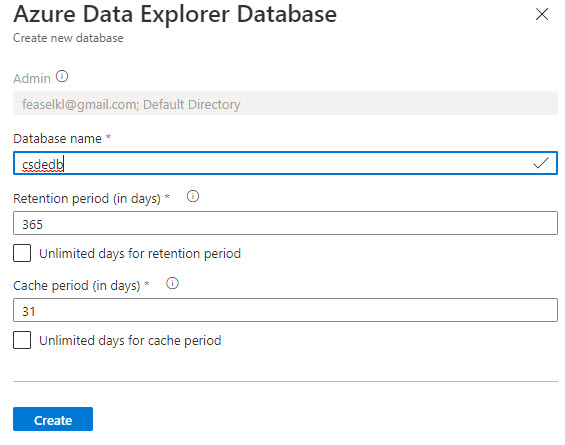 Azure Data Explorer Database
Create new database
Admin
feaselkl@gmail.com; Default Directory
Database name *
csdedb
Retention period (in days) *
365
Unlimited days for retention period
Cache period (in days) *
31
Unlimited days for cache period
Create